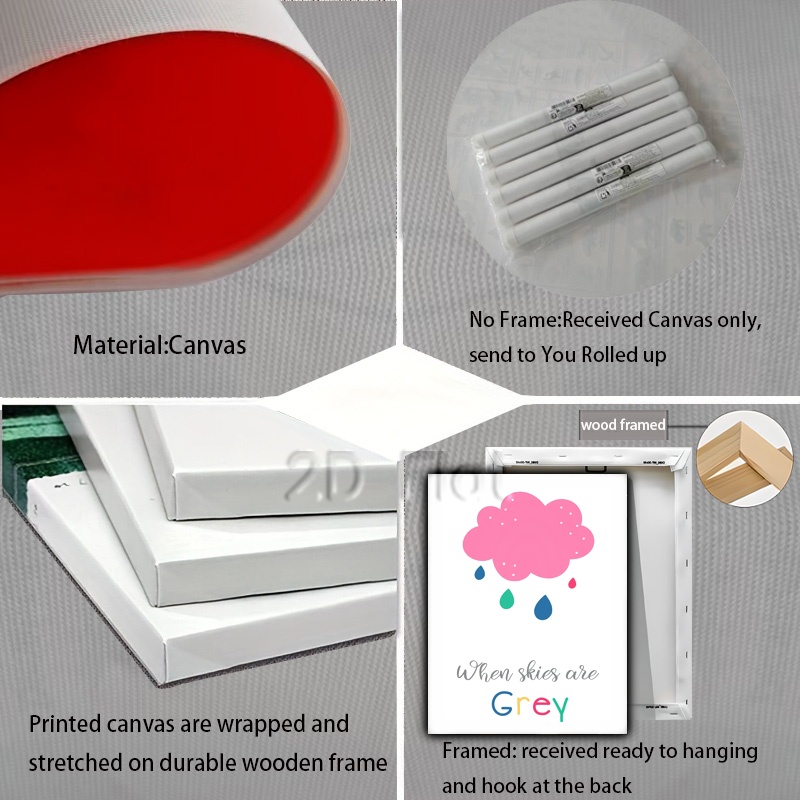 Material:Canvas
No Frame:Received Canvas only,
send to You Rolled up
2D Flat
wood framed
When skies are
Grey
Printed canvas are wrapped and
stretched on durable wooden frame
Framed: received ready to hanging
and hook at the back